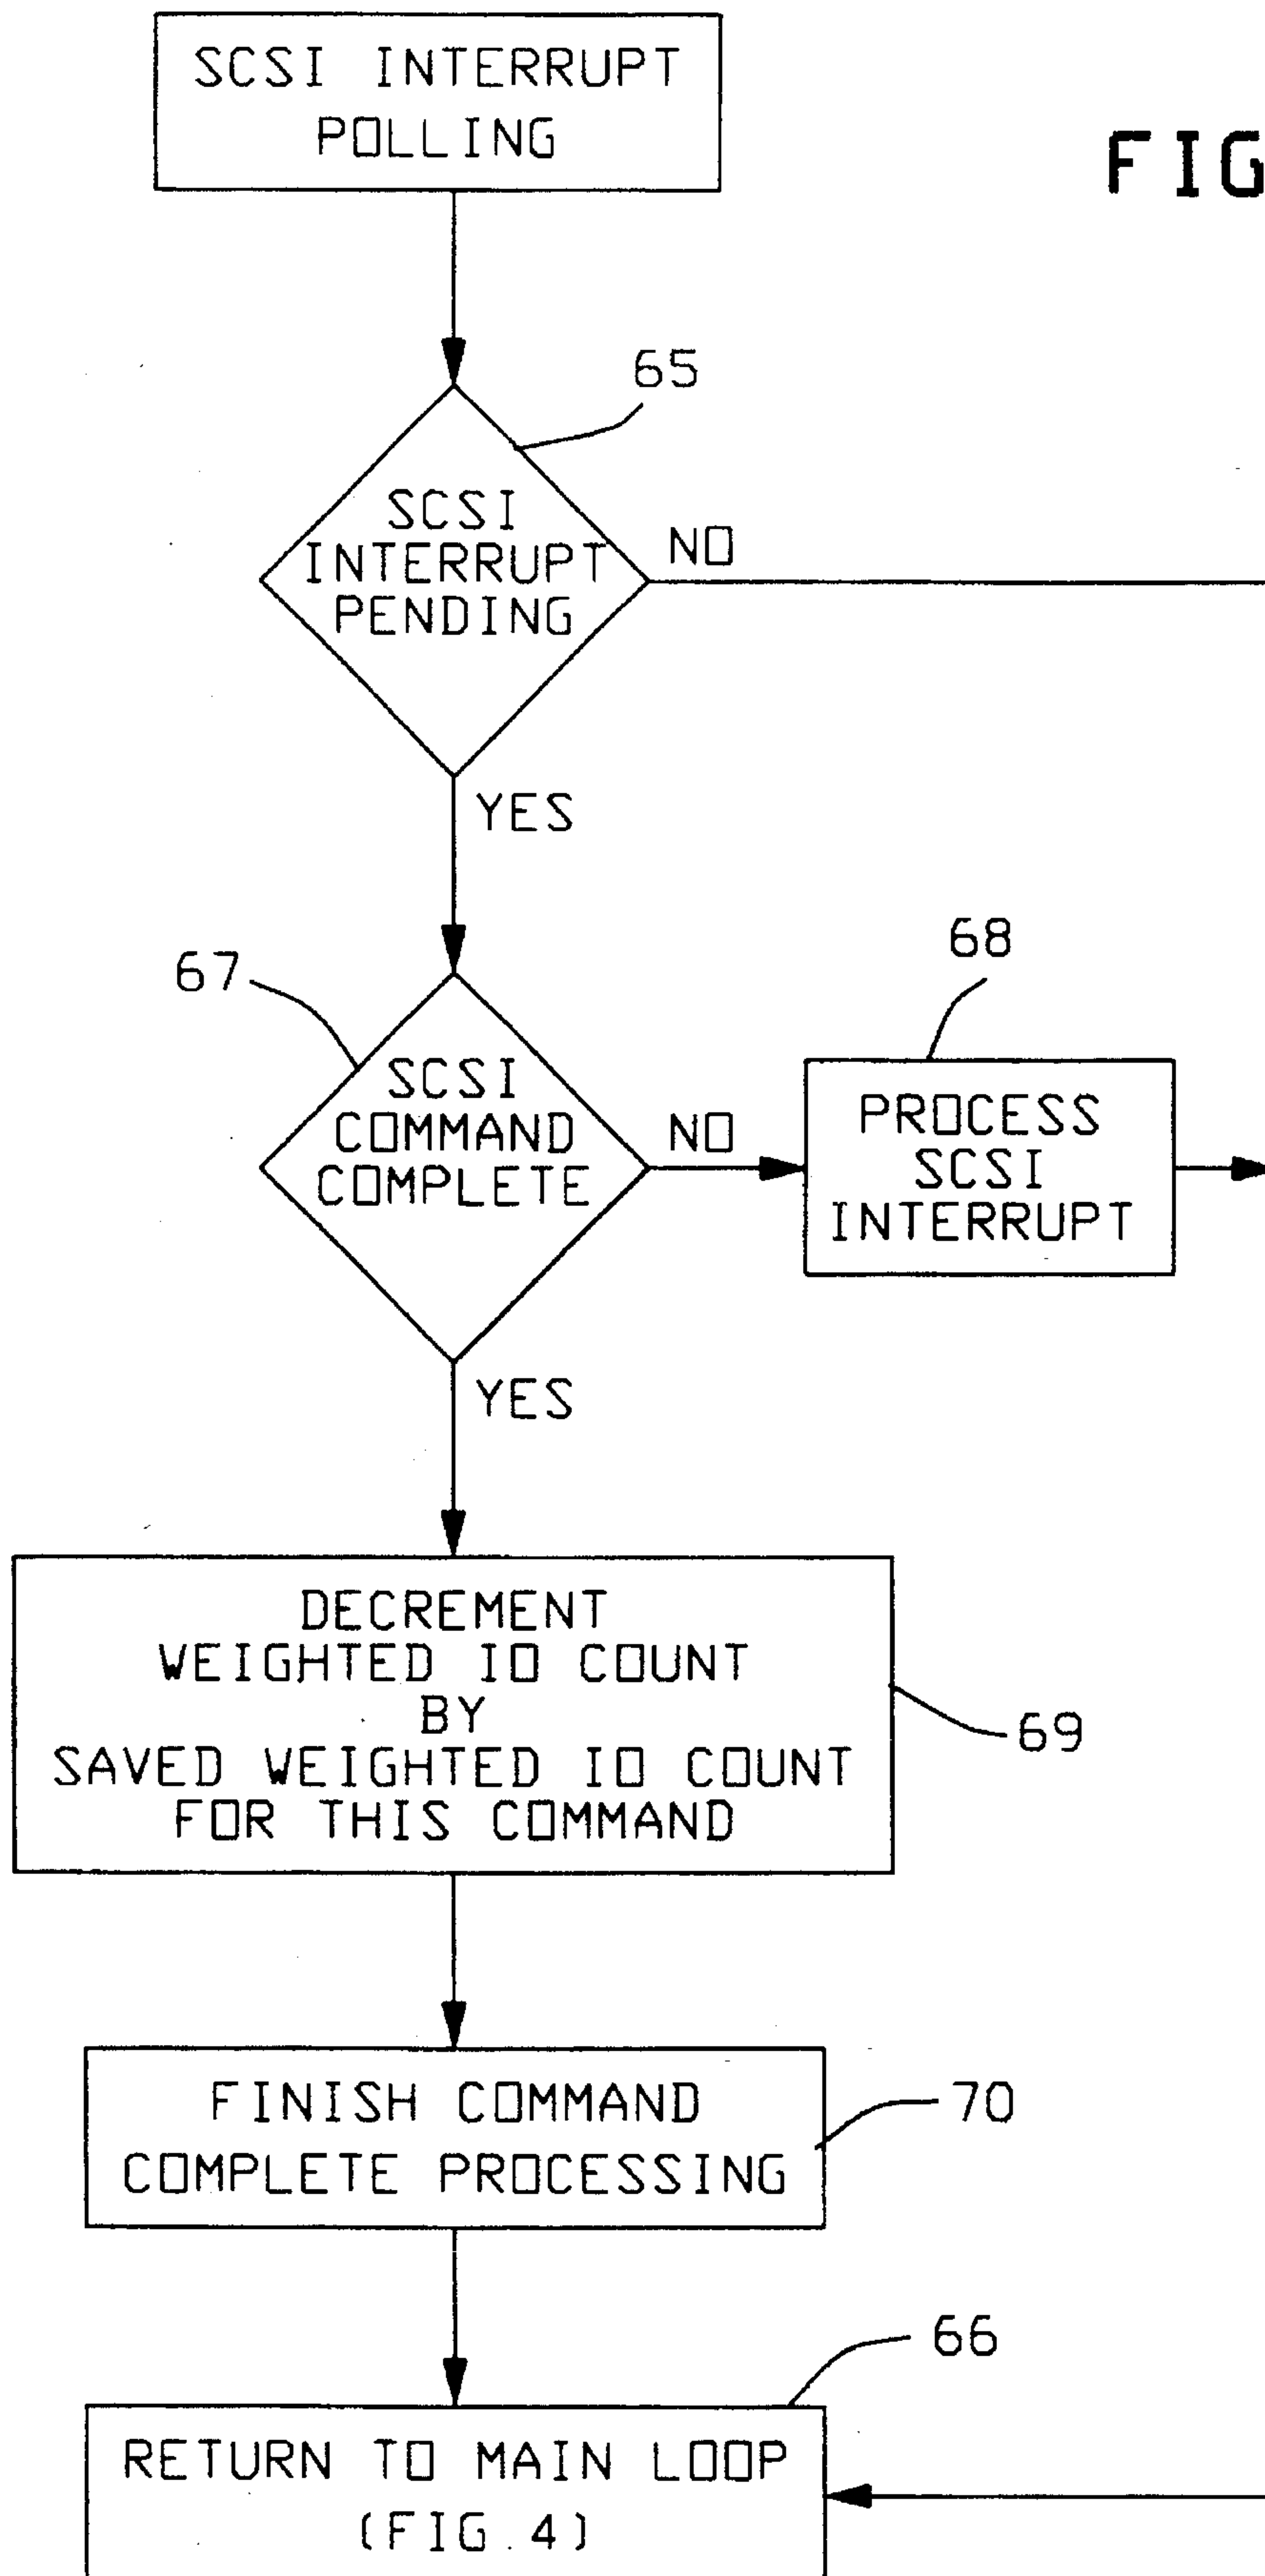 SCSI INTERRUPT
POLLING
FIG
65
SCSI
INTERRUPT
PENDING
NO
YES
67
68
SCSI
COMMAND
COMPLETE
NO
PROCESS
SCSI
INTERRUPT
YES
DECREMENT
WEIGHTED IO COUNT
BY
SAVED WEIGHTED IO COUNT
FOR THIS COMMAND
69
FINISH COMMAND
COMPLETE PROCESSING
70
66
RETURN TO MAIN LOOP
(FIG.4)